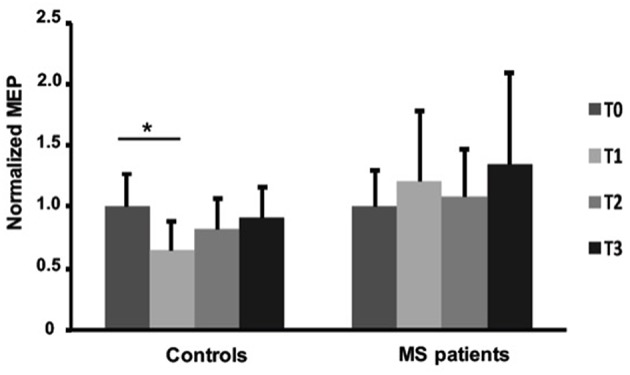 Normalized MEP
2.5
2.0
1.5
1.0
0.5
0
*
Controls
MS patients
T0
T1
T2
T3